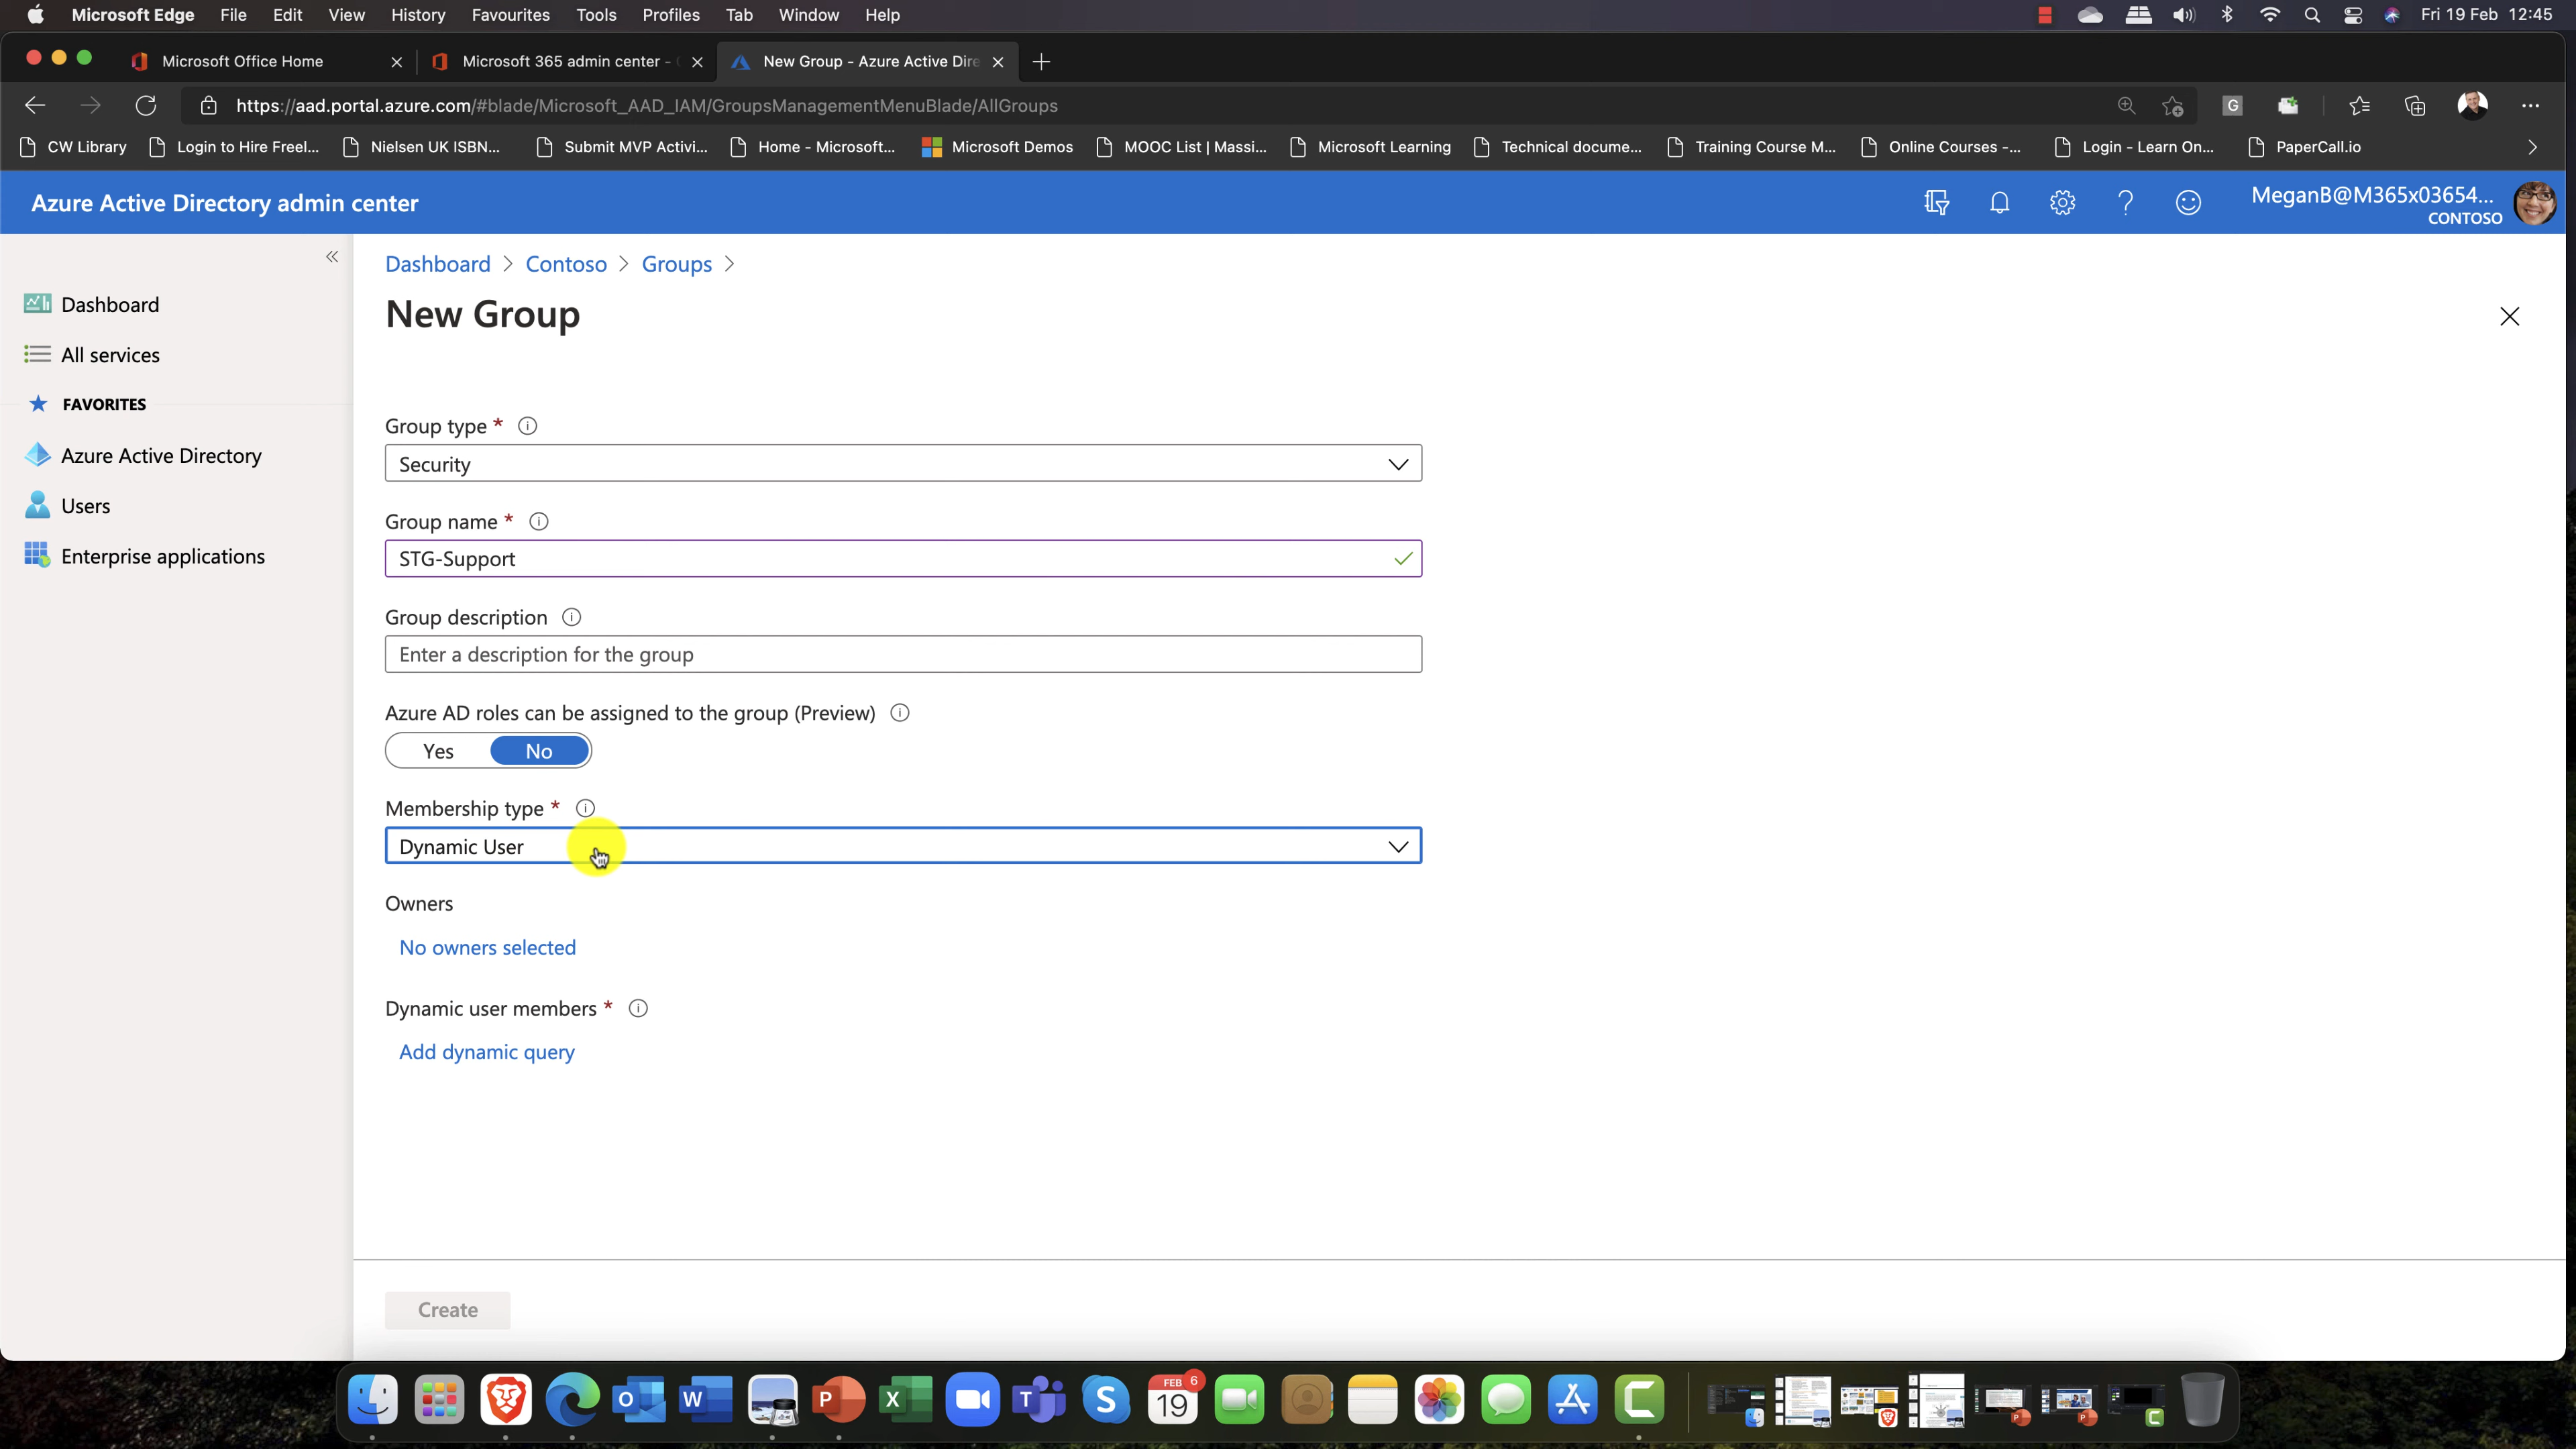 Microsoft Edge File Edit View History Favourites Tools Profiles Tab Window Help Fri 19 Feb 12:45
Microsoft Office Home Microsoft 365 admin center - New Group - Azure Active Dire
https://aad.portal.azure.com/#blade/Microsoft_AAD_IAM/GroupsManagementMenuBlade/AllGroups G
CW Library Login to Hire Freel... Nielsen UK ISBN... Submit MVP Activi... Home - Microsoft... Microsoft Demos MOOC List | Massi... Microsoft Learning Technical docume... Training Course M... Online Courses -... Login - Learn On... PaperCall.io
Azure Active Directory admin center
MeganB@M365x03654...
CONTOSO
Dashboard
All services
FAVORITES
Azure Active Directory
Users
Enterprise applications
Dashboard > Contoso > Groups >
New Group
Group type *
Security
Group name *
STG-Support
Group description
Enter a description for the group
Azure AD roles can be assigned to the group (Preview)
Yes No
Membership type *
Dynamic User
Owners
No owners selected
Dynamic user members *
Add dynamic query
Create
O W P X T S FEB 19 6 C